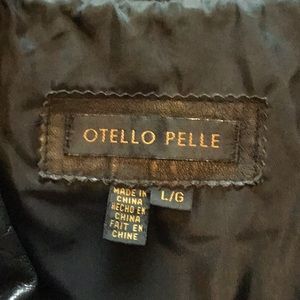 OTELLO PELLE
MADE IN
CHINA
HECHO EN
CHINA
FAIT EN
CHINE
L/G